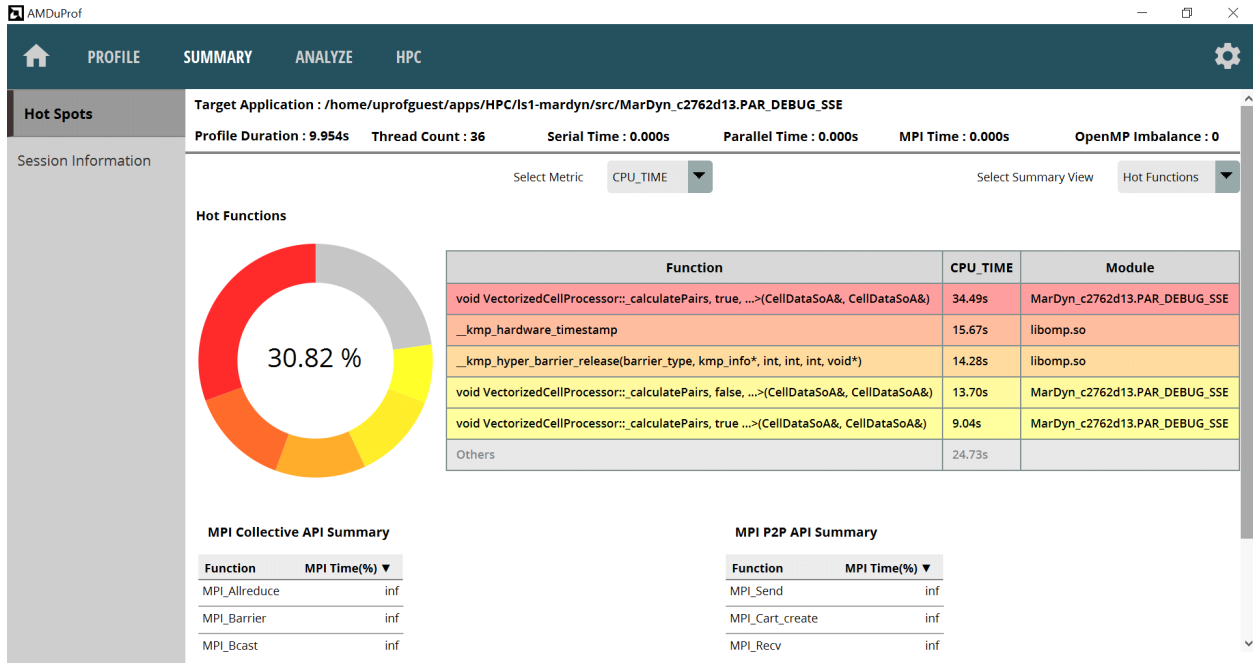 AMDuProf
PROFILE SUMMARY ANALYZE HPC
Hot Spots
Session Information
Target Application : /home/uprofguest/apps/HPC/ls1-mardyn/src/MarDyn_c2762d13.PAR_DEBUG_SSE
Profile Duration : 9.954s Thread Count : 36 Serial Time : 0.000s Parallel Time : 0.000s MPI Time : 0.000s OpenMP Imbalance : 0
Select Metric CPU_TIME Select Summary View Hot Functions
Hot Functions
30.82 %
Function CPU_TIME Module
void VectorizedCellProcessor::_calculatePairs, true, ...>(CellDataSoA&, CellDataSoA&) 34.49s MarDyn_c2762d13.PAR_DEBUG_SSE
__kmp_hardware_timestamp 15.67s libomp.so
__kmp_hyper_barrier_release(barrier_type, kmp_info*, int, int, int, void*) 14.28s libomp.so
void VectorizedCellProcessor::_calculatePairs, false, ...>(CellDataSoA&, CellDataSoA&) 13.70s MarDyn_c2762d13.PAR_DEBUG_SSE
void VectorizedCellProcessor::_calculatePairs, true ...>(CellDataSoA&, CellDataSoA&) 9.04s MarDyn_c2762d13.PAR_DEBUG_SSE
Others 24.73s
MPI Collective API Summary
Function MPI Time(%) ▼
MPI_Allreduce inf
MPI_Barrier inf
MPI_Bcast inf
MPI P2P API Summary
Function MPI Time(%) ▼
MPI_Send inf
MPI_Cart_create inf
MPI_Recv inf